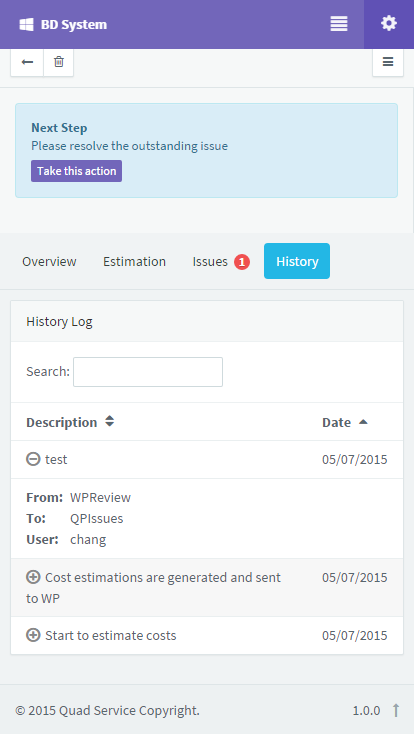 BD System
Next Step
Please resolve the outstanding issue
Take this action
Overview Estimation Issues 1 History
History Log
Search:
Description Date
test 05/07/2015
From: WPReview
To: QPIssues
User: chang
Cost estimations are generated and sent 05/07/2015
to WP
Start to estimate costs 05/07/2015
© 2015 Quad Service Copyright. 1.0.0